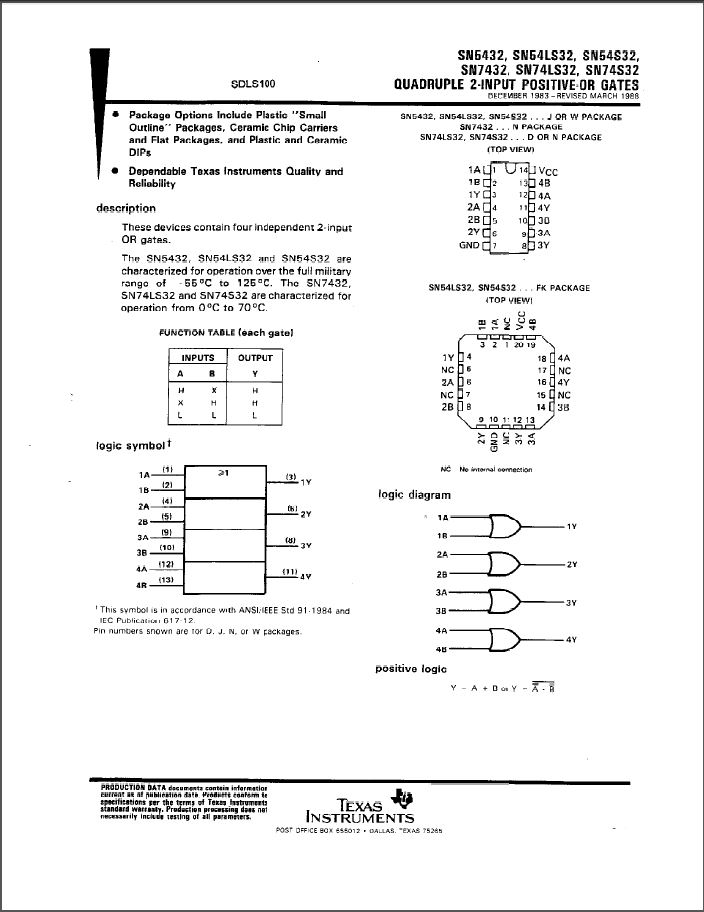 SN5432, SN54LS32, SN54S32,
SN7432, SN74LS32, SN74S32
QUADRUPLE 2-INPUT POSITIVE-OR GATES
DECEMBER 1983 – REVISED MARCH 1988
SDLS100
● Package Options Include Plastic "Small
Outline" Packages, Ceramic Chip Carriers
and Flat Packages, and Plastic and Ceramic
DIPs
● Dependable Texas Instruments Quality and
Reliability
description
These devices contain four independent 2-input
OR gates.
The SN5432, SN54LS32 and SN54S32 are
characterized for operation over the full military
range of -55°C to 125°C. The SN7432,
SN74LS32 and SN74S32 are characterized for
operation from 0°C to 70°C.
FUNCTION TABLE (each gate)
INPUTS OUTPUT
A B Y
H X H
X H H
L L L
logic symbol†
≥1
1A (1)
1B (2)
(3) 1Y
2A (4)
2B (5)
(6) 2Y
3A (9)
3B (10)
(8) 3Y
4A (12)
4B (13)
(11) 4Y
† This symbol is in accordance with ANSI/IEEE Std 91-1984 and
IEC Publication 617-12.
Pin numbers shown are for D, J, N, or W packages.
SN5432, SN54LS32, SN54S32 . . . J OR W PACKAGE
SN7432 . . . N PACKAGE
SN74LS32, SN74S32 . . . D OR N PACKAGE
(TOP VIEW)
1A 1 14 VCC
1B 2 13 4B
1Y 3 12 4A
2A 4 11 4Y
2B 5 10 3B
2Y 6 9 3A
GND 7 8 3Y
SN54LS32, SN54S32 . . . FK PACKAGE
(TOP VIEW)
1B 1A NC VCC 4B
3 2 1 20 19
1Y 4 18 4A
NC 5 17 NC
2A 6 16 4Y
NC 7 15 NC
2B 8 14 3B
9 10 11 12 13
2Y GND NC 3Y 3A
NC No internal connection
logic diagram
1A
1B
1Y
2A
2B
2Y
3A
3B
3Y
4A
4B
4Y
positive logic
Y = A + B or Y = A̅ · B̅
PRODUCTION DATA documents contain information
current as of publication date. Products conform to
specifications per the terms of Texas Instruments
standard warranty. Production processing does not
necessarily include testing of all parameters.
TEXAS
INSTRUMENTS
POST OFFICE BOX 655012 • DALLAS, TEXAS 75265